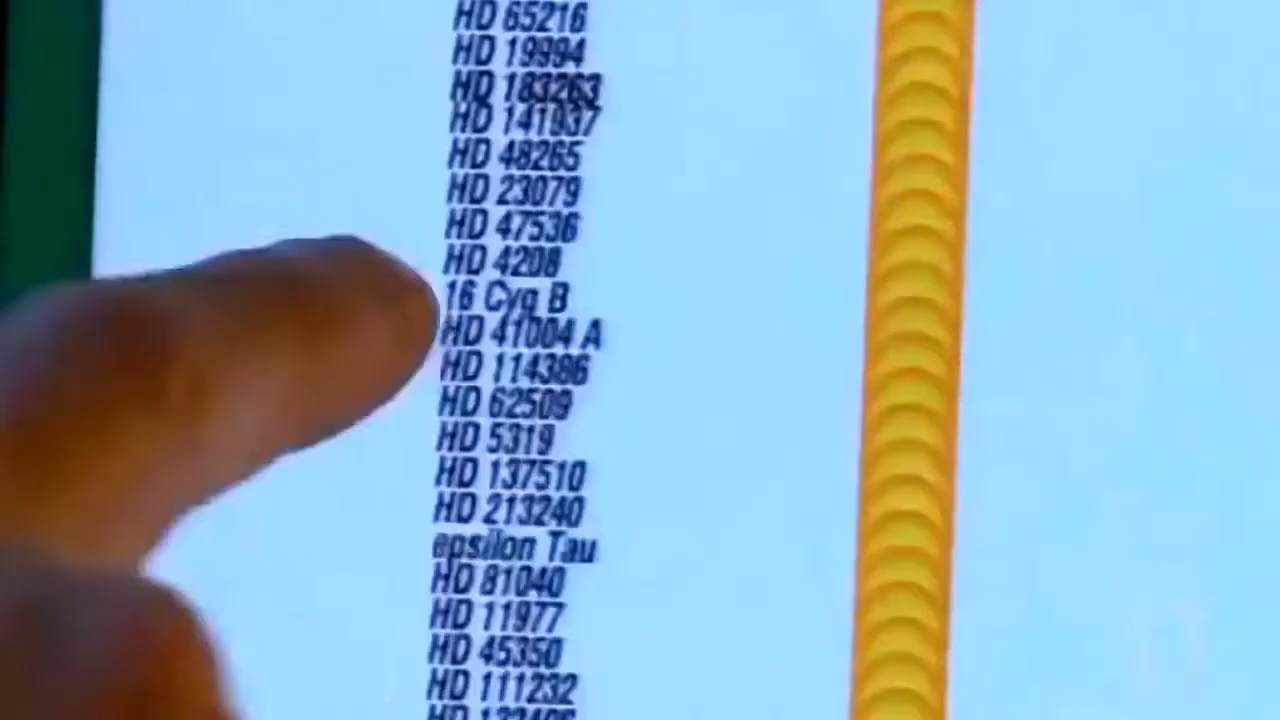 HD 65216
HD 19994
HD 183263
HD 141937
HD 48265
HD 23079
HD 47536
HD 4208
16 Cyg B
HD 41004 A
HD 114386
HD 62509
HD 5319
HD 137510
HD 213240
epsilon Tau
HD 81040
HD 11977
HD 45350
HD 111232
HD